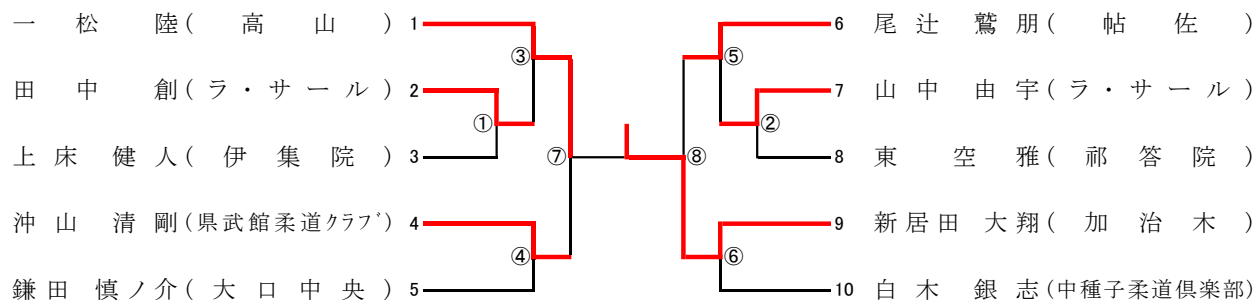 一松陸(高山) 1
③
田中創(ラ・サール) 2
①
上床健人(伊集院) 3
⑦
沖山清剛(県武館柔道クラブ) 4
④
鎌田慎ノ介(大口中央) 5
6 尾辻鷲朋(帖佐)
⑤
7 山中由宇(ラ・サール)
②
8 東空雅(祁答院)
⑧
9 新居田大翔(加治木)
⑥
10 白木銀志(中種子柔道倶楽部)